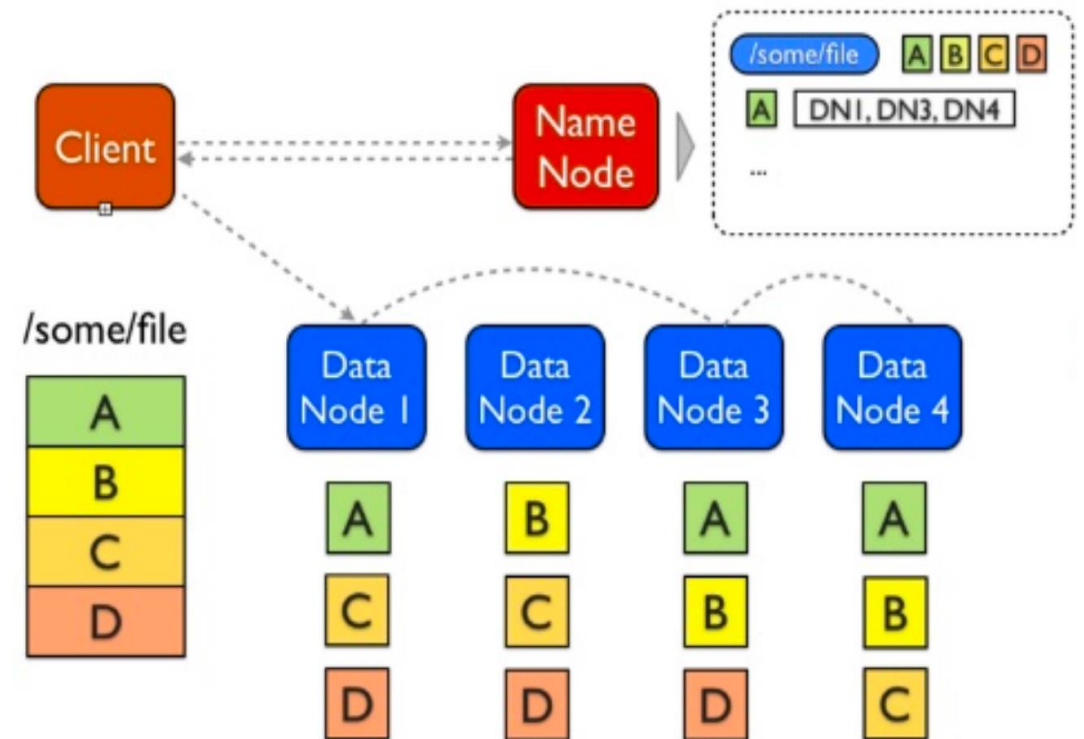 /some/file A B C D
A DN1, DN3, DN4
...
Client
Name
Node
/some/file
A
B
C
D
Data
Node 1
Data
Node 2
Data
Node 3
Data
Node 4
A B A A
C C B B
D D D C